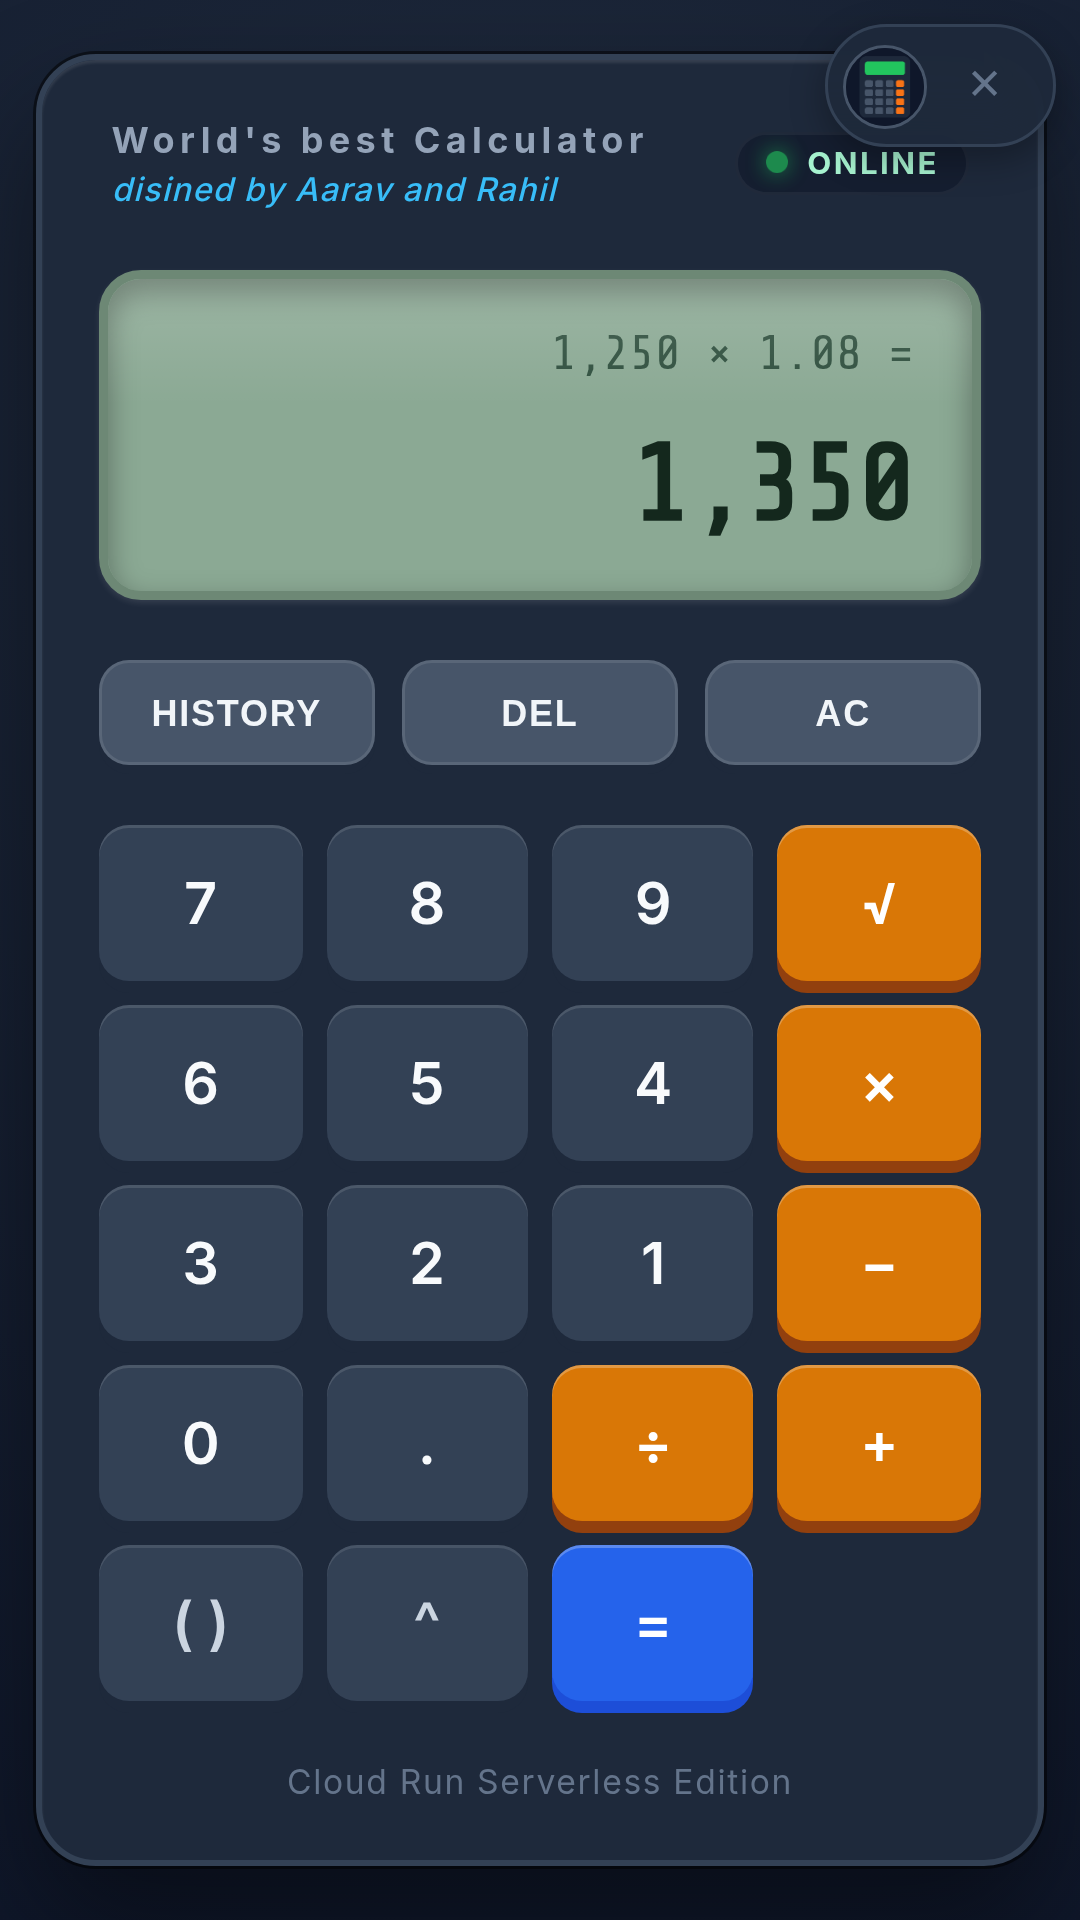 World's best Calculator
disined by Aarav and Rahil
ONLINE
1,250 × 1.08 =
1,350
HISTORY DEL AC
7 8 9 √
6 5 4 ×
3 2 1 −
0 . ÷ +
( ) ^ =
Cloud Run Serverless Edition